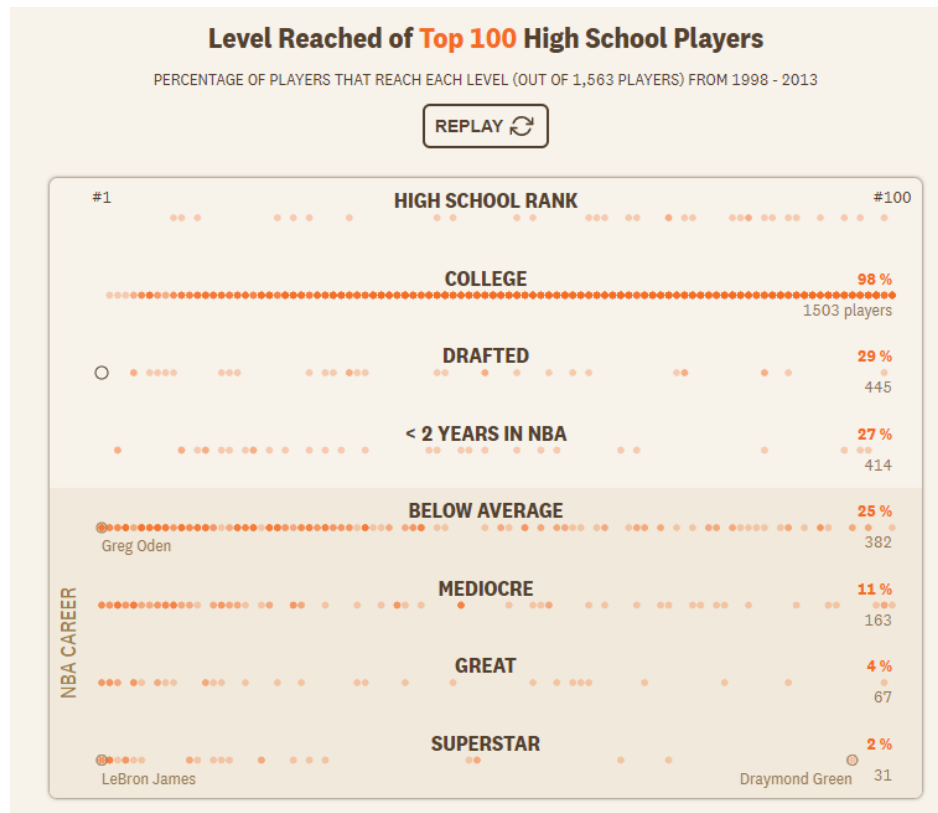 Level Reached of Top 100 High School Players
PERCENTAGE OF PLAYERS THAT REACH EACH LEVEL (OUT OF 1,563 PLAYERS) FROM 1998 - 2013
REPLAY
#1
HIGH SCHOOL RANK
#100
COLLEGE
98 %
1503 players
DRAFTED
29 %
445
< 2 YEARS IN NBA
27 %
414
NBA CAREER
BELOW AVERAGE
25 %
Greg Oden
382
MEDIOCRE
11 %
163
GREAT
4 %
67
SUPERSTAR
2 %
LeBron James
Draymond Green
31